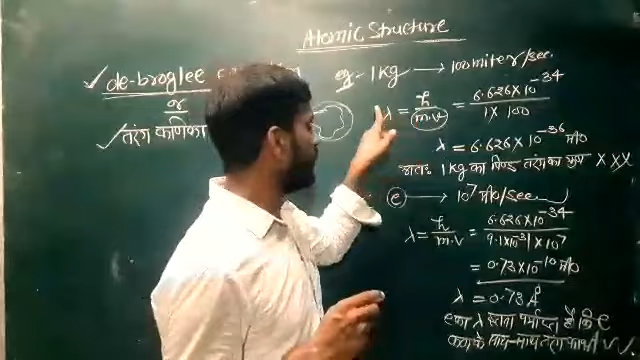 Atomic Structure
de-broglee
or
तरंग कणिका
eg - 1kg → 100 miter/sec.
λ = h / m.v = 6.626×10^-34 / 1×100
λ = 6.626×10^-36 मी०
अतः 1kg का पिण्ड तरंग का गुण × × ×
e → 10^7 मी०/sec
λ = h / m.v = 6.626×10^-34 / 9.1×10^-31×10^7
= 0.73×10^-10 मी०
λ = 0.73 Å
e का λ इतना पर्याप्त है कि e
कण के साथ-साथ तरंग का भी